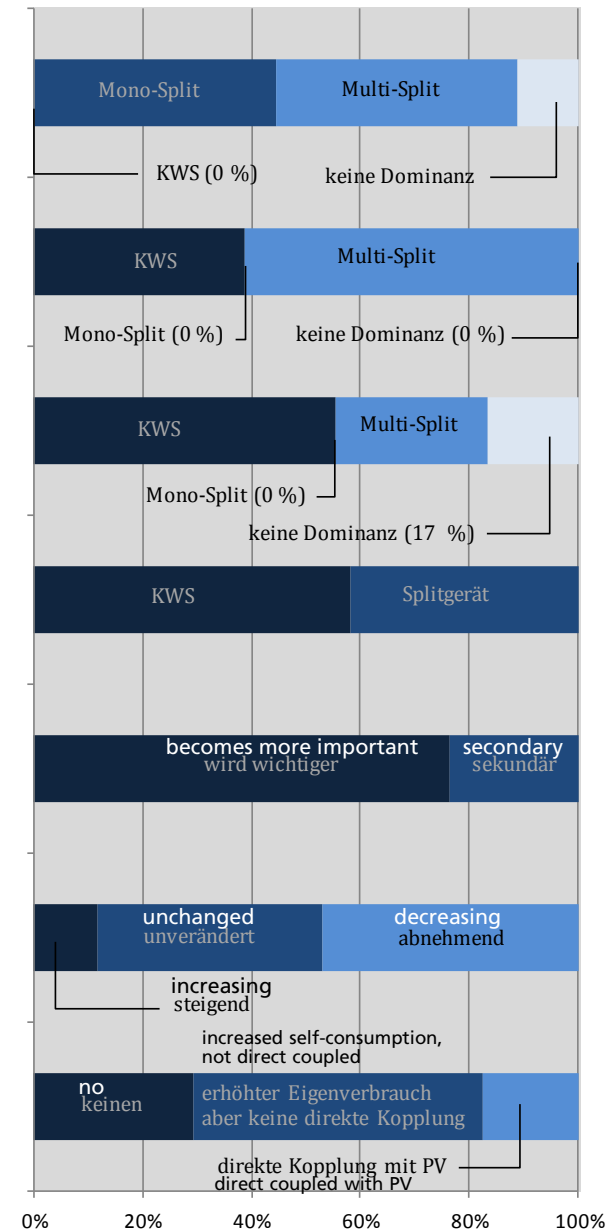 Mono-Split Multi-Split
KWS (0 %) keine Dominanz
KWS Multi-Split
Mono-Split (0 %) keine Dominanz (0 %)
KWS Multi-Split
Mono-Split (0 %)
keine Dominanz (17 %)
KWS Splitgerät
becomes more important secondary
wird wichtiger sekundär
unchanged decreasing
unverändert abnehmend
increasing
steigend
increased self-consumption,
not direct coupled
no erhöhter Eigenverbrauch
keinen aber keine direkte Kopplung
direkte Kopplung mit PV
direct coupled with PV
0% 20% 40% 60% 80% 100%